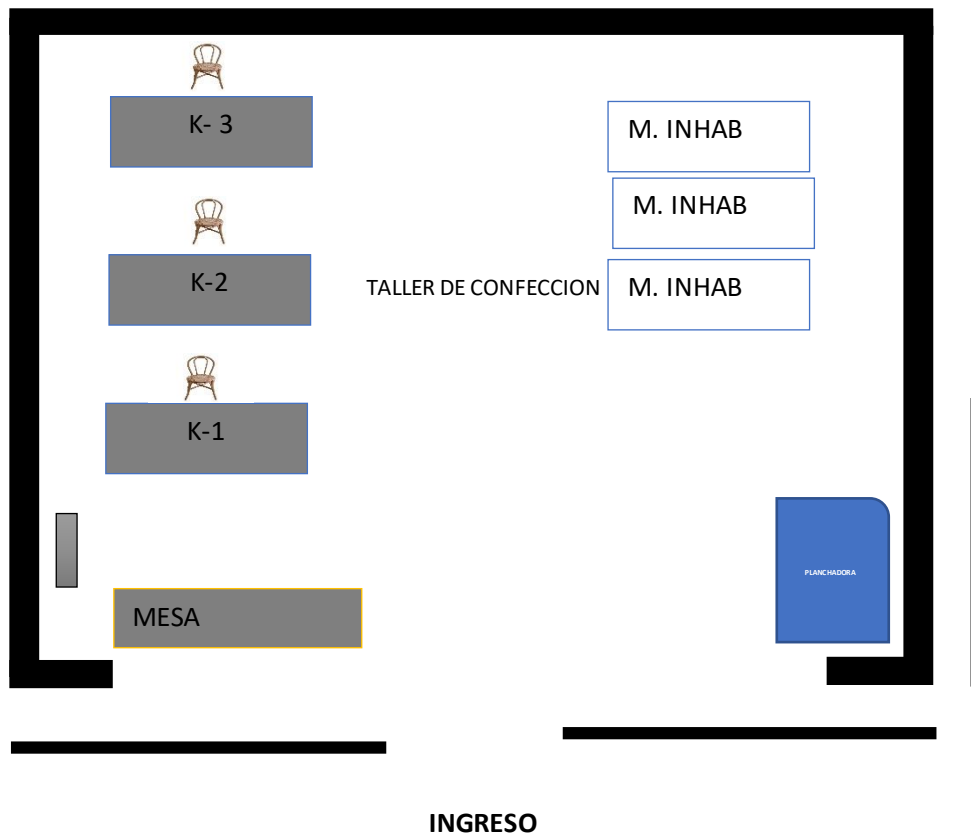 K- 3
M. INHAB
M. INHAB
K-2
TALLER DE CONFECCION
M. INHAB
K-1
PLANCHADORA
MESA
INGRESO